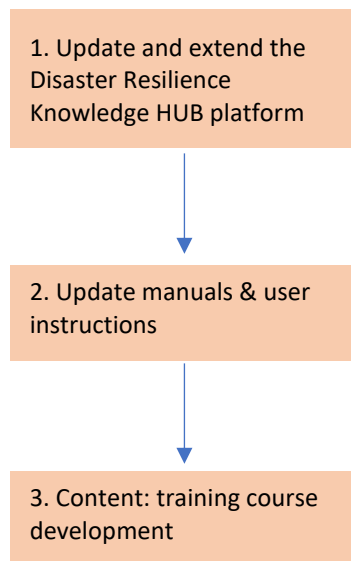 1. Update and extend the
Disaster Resilience
Knowledge HUB platform
2. Update manuals & user
instructions
3. Content: training course
development